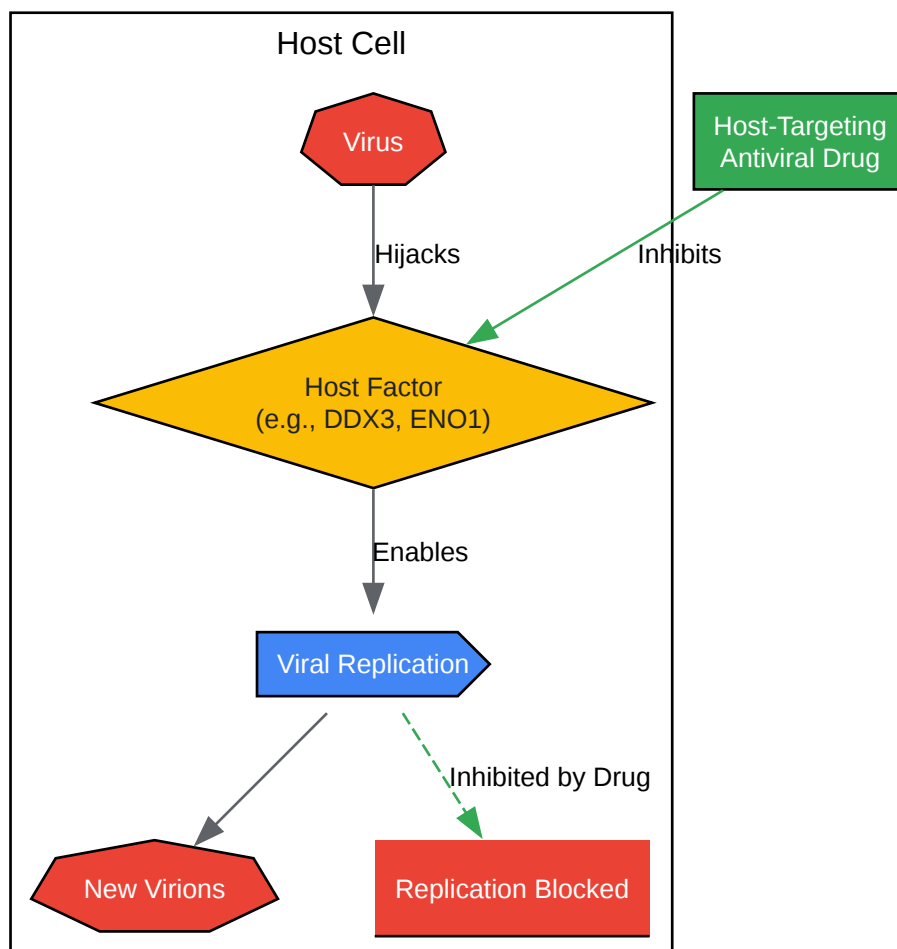 Host Cell
Virus
Host-Targeting
Antiviral Drug
Hijacks
Inhibits
Host Factor
(e.g., DDX3, ENO1)
Enables
Viral Replication
Inhibited by Drug
New Virions
Replication Blocked